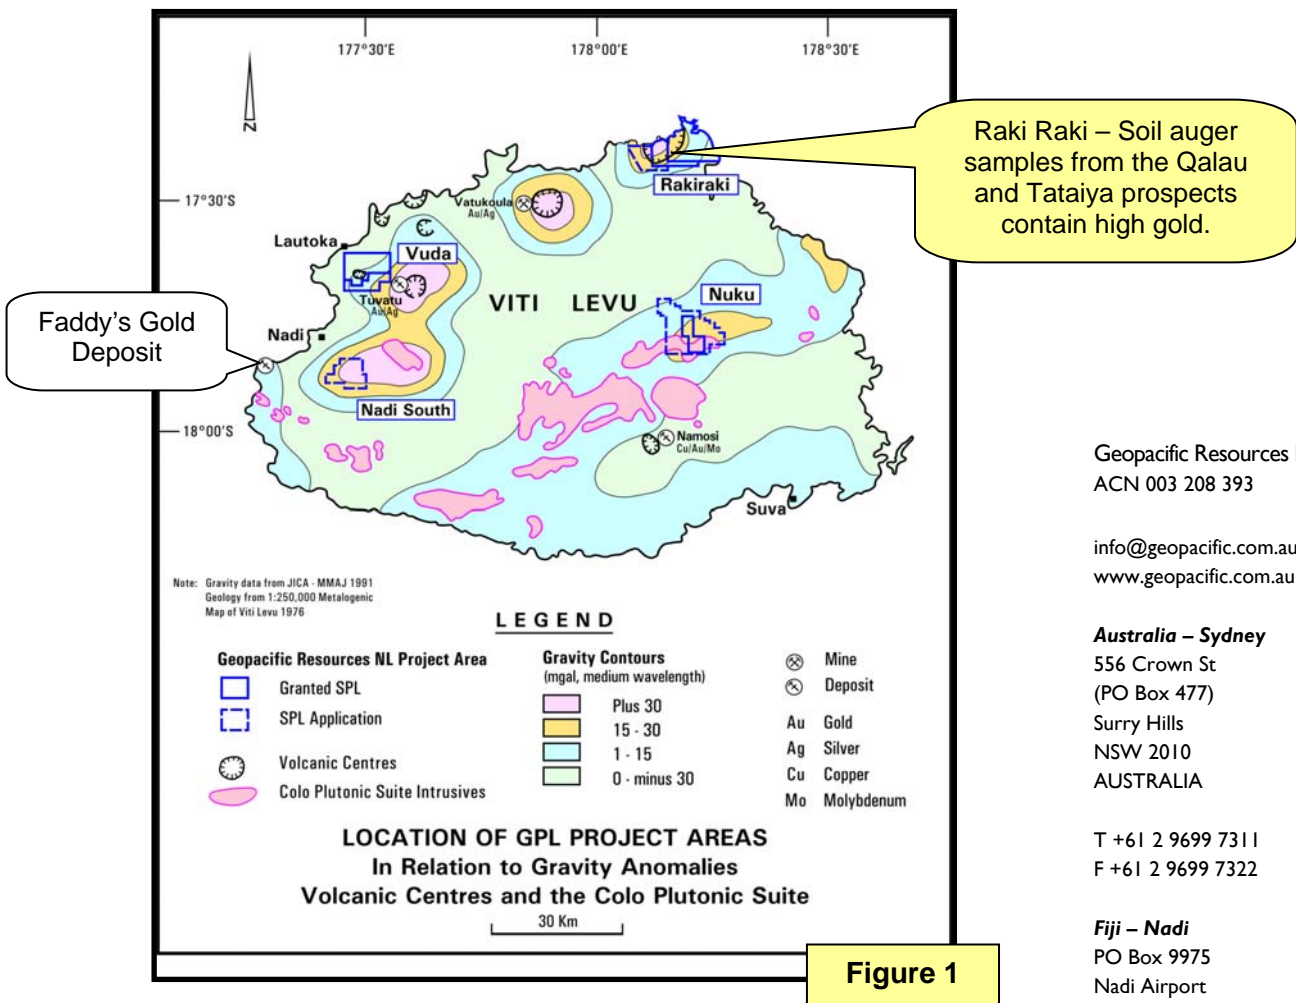 177°30'E
178°00'E
178°30'E
N
17°30'S
18°00'S
Raki Raki – Soil auger
samples from the Qalau
and Tataiya prospects
contain high gold.
Rakiraki
Vatukoula
Au/Ag
Lautoka
Vuda
Tuvatu
Au/Ag
VITI LEVU
Nuku
Faddy's Gold
Deposit
Nadi
Nadi South
Namosi
Cu/Au/Mo
Suva
Note: Gravity data from JICA - MMAJ 1991
Geology from 1:250,000 Metalogenic
Map of Viti Levu 1976
LEGEND
Geopacific Resources NL Project Area
Granted SPL
SPL Application
Volcanic Centres
Colo Plutonic Suite Intrusives
Gravity Contours
(mgal, medium wavelength)
Plus 30
15 - 30
1 - 15
0 - minus 30
Mine
Deposit
Au Gold
Ag Silver
Cu Copper
Mo Molybdenum
LOCATION OF GPL PROJECT AREAS
In Relation to Gravity Anomalies
Volcanic Centres and the Colo Plutonic Suite
30 Km
Figure 1
Geopacific Resources
ACN 003 208 393
info@geopacific.com.au
www.geopacific.com.au
Australia – Sydney
556 Crown St
(PO Box 477)
Surry Hills
NSW 2010
AUSTRALIA
T +61 2 9699 7311
F +61 2 9699 7322
Fiji – Nadi
PO Box 9975
Nadi Airport